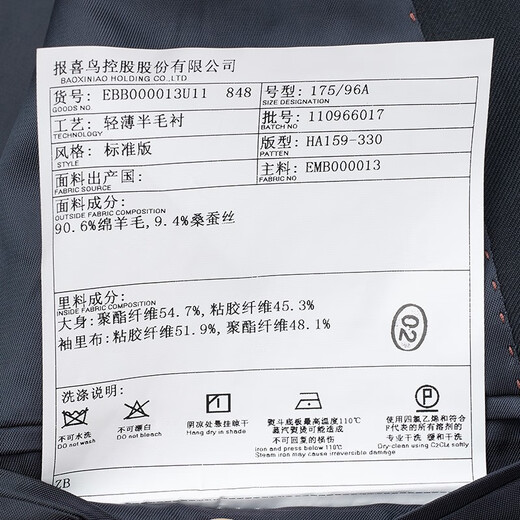 报喜鸟控股股份有限公司
BAOXINIAO HOLDING CO.,LTD
货号: EBB000013U11 848 号型: 175/96A
GOODS NO SIZE DESIGNATION
工艺: 轻薄半毛衬 批号: 110966017
TECHNOLOGY BATCH NO
风格: 标准版 版型: HA159-330
STYLE PATTEN
面料出产国: 主料: EMB000013
FABRIC SOURCE FABRIC NO
面料成分:
OUTSIDE FABRIC COMPOSITION
90.6%绵羊毛,9.4%桑蚕丝
里料成分:
INSIDE FABRIC COMPOSITION
大身:聚酯纤维54.7%,粘胶纤维45.3%
袖里布:粘胶纤维51.9%,聚酯纤维48.1%
02
洗涤说明:
P
不可水洗
Do not wash
不可漂白
Do not bleach
阴凉处悬挂晾干
Hang dry in shade
熨斗底板最高温度110℃
蒸汽熨烫可能造成
不可回复的损伤
Iron and press below 110℃
Steam iron may cause irreversible damage
使用四氯乙烯和符合
F代表的所有溶剂的
专业干洗 缓和干洗
Dry-clean using C2CL4 softly
ZB